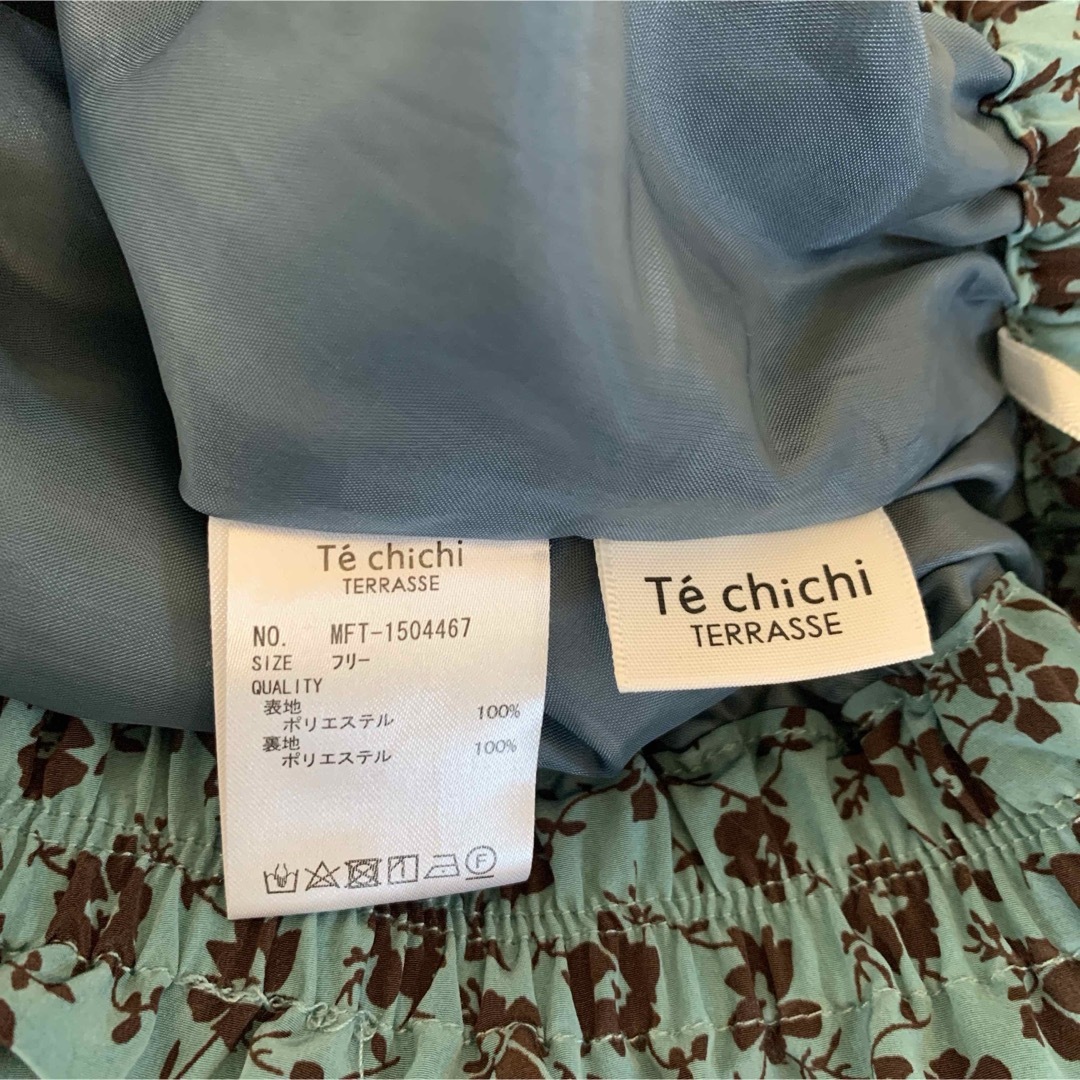 Té chichi
TERRASSE
NO. MFT-1504467
SIZE フリー
QUALITY
表地
ポリエステル 100%
裏地
ポリエステル 100%
F
Té chichi
TERRASSE